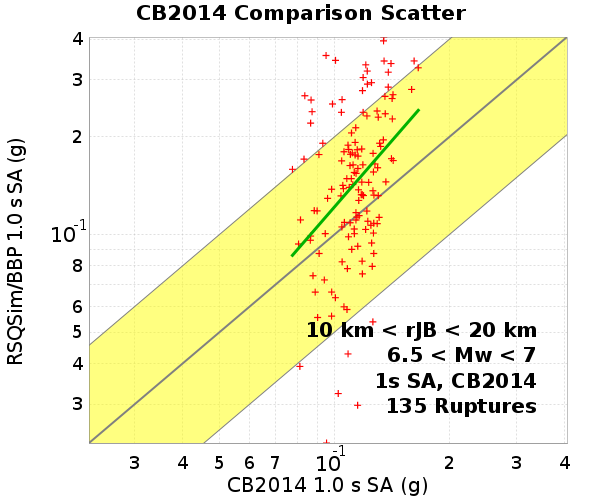 CB2014 Comparison Scatter
RSQSim/BBP 1.0 s SA (g)
4
3
2
10⁻¹
8
6
5
4
3
10 km < rJB < 20 km
6.5 < Mw < 7
1s SA, CB2014
135 Ruptures
3 4 5 6 7 10⁻¹ 2 3 4
CB2014 1.0 s SA (g)